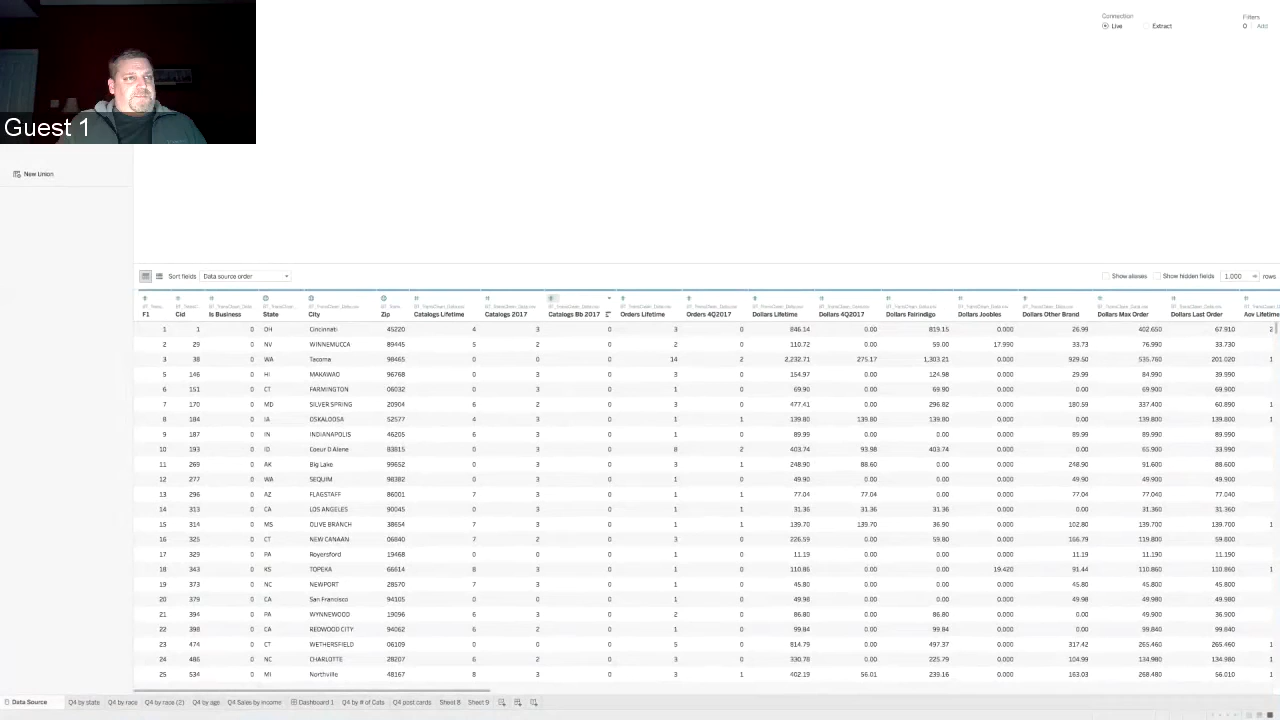 Connection
Live Extract
Filters
0 Add
Guest 1
New Union
Sort fields Data source order Show aliases Show hidden fields 1,000 rows
F1 Cid Is Business State City Zip Catalogs Lifetime Catalogs 2017 Catalogs Bb 2017 Orders Lifetime Orders 4Q2017 Dollars Lifetime Dollars 4Q2017 Dollars Fairindigo Dollars Joobles Dollars Other Brand Dollars Max Order Dollars Last Order Aov Lifetime
1 1 0 OH Cincinnati 45220 4 3 0 3 0 846.14 0.00 819.15 0.000 26.99 402.650 67.910 2
2 29 0 NV WINNEMUCCA 89445 5 2 0 2 0 110.72 0.00 59.00 17.990 33.73 76.990 33.730
3 38 0 WA Tacoma 98465 0 0 0 14 2 2,232.71 275.17 1,303.21 0.000 929.50 535.760 201.020 1
5 146 0 HI MAKAWAO 96768 0 3 0 3 0 154.97 0.00 124.98 0.000 29.99 84.990 39.990
6 151 0 CT FARMINGTON 06032 0 3 0 1 0 69.90 0.00 69.90 0.000 0.00 69.900 69.900
7 170 0 MD SILVER SPRING 20904 6 2 0 3 0 477.41 0.00 296.82 0.000 180.59 337.400 60.890 1
8 184 0 IA OSKALOOSA 52577 4 3 0 1 1 139.80 139.80 139.80 0.000 0.00 139.800 139.800 1
9 187 0 IN INDIANAPOLIS 46205 6 3 0 1 0 89.99 0.00 0.00 0.000 89.99 89.990 89.990
10 193 0 ID Coeur D Alene 83815 0 3 0 8 2 403.74 93.98 403.74 0.000 0.00 65.900 33.990
11 269 0 AK Big Lake 99652 0 3 0 3 1 248.90 88.60 0.00 0.000 248.90 91.600 88.600
12 277 0 WA SEQUIM 98382 0 3 0 1 0 49.90 0.00 0.00 0.000 49.90 49.900 49.900
13 296 0 AZ FLAGSTAFF 86001 7 3 0 1 1 77.04 77.04 0.00 0.000 77.04 77.040 77.040
14 313 0 CA LOS ANGELES 90045 0 3 0 1 1 31.36 31.36 31.36 0.000 0.00 31.360 31.360
15 314 0 MS OLIVE BRANCH 38654 7 3 0 1 1 139.70 139.70 36.90 0.000 102.80 139.700 139.700 1
16 325 0 CT NEW CANAAN 06840 7 2 0 3 0 226.59 0.00 59.80 0.000 166.79 119.800 59.800
17 329 0 PA Royersford 19468 0 0 0 1 0 11.19 0.00 0.00 0.000 11.19 11.190 11.190
18 343 0 KS TOPEKA 66614 8 3 0 1 0 110.86 0.00 0.00 19.420 91.44 110.860 110.860 1
19 373 0 NC NEWPORT 28570 7 3 0 1 0 45.80 0.00 0.00 0.000 45.80 45.800 45.800
20 379 0 CA San Francisco 94105 0 0 0 1 0 49.98 0.00 0.00 0.000 49.98 49.980 49.980
21 394 0 PA WYNNEWOOD 19096 6 3 0 2 0 86.80 0.00 86.80 0.000 0.00 49.900 36.900
22 398 0 CA REDWOOD CITY 94062 6 2 0 1 0 99.84 0.00 99.84 0.000 0.00 99.840 99.840
23 474 0 CT WETHERSFIELD 06109 0 0 0 5 0 814.79 0.00 497.37 0.000 317.42 265.460 265.460 1
24 486 0 NC CHARLOTTE 28207 6 2 0 3 0 330.78 0.00 225.79 0.000 104.99 134.980 134.980 1
25 534 0 MI Northville 48167 8 3 0 3 1 402.19 56.01 239.16 0.000 163.03 268.480 56.010 1
Data Source Q4 by state Q4 by race Q4 by race (2) Q4 by age Q4 Sales by income Dashboard 1 Q4 by # of Cats Q4 post cards Sheet 8 Sheet 9